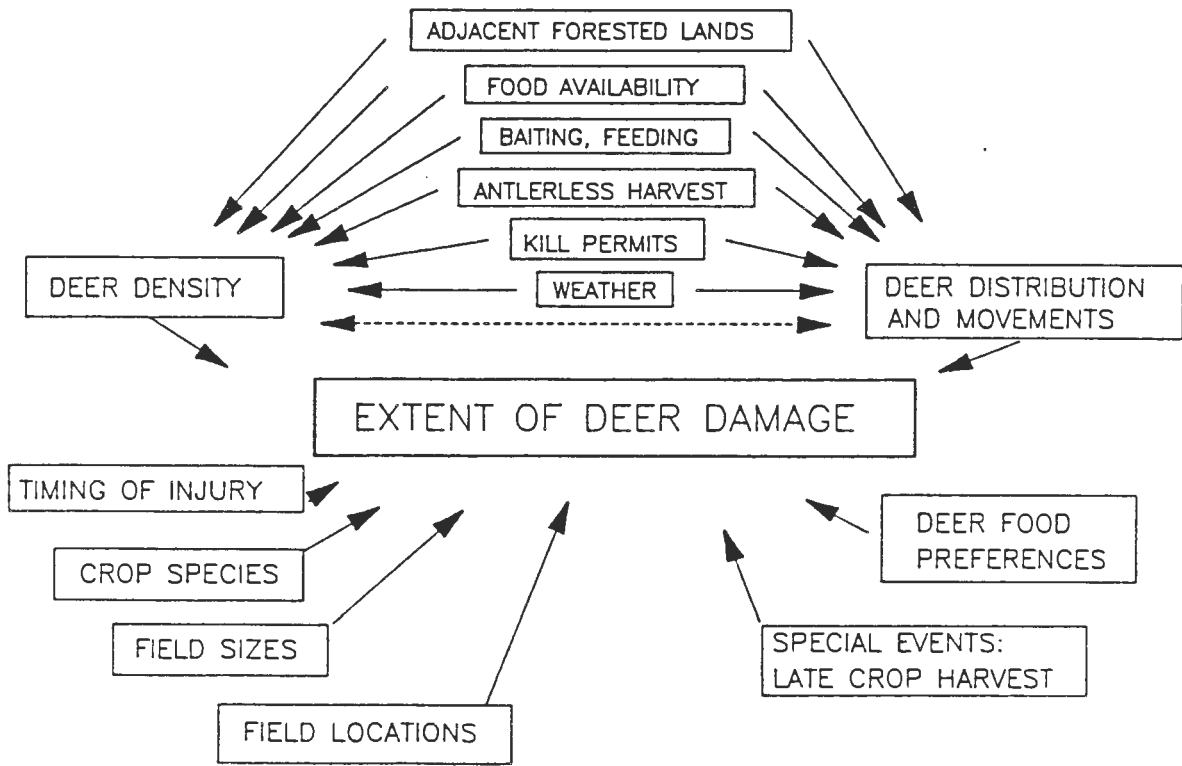 ADJACENT FORESTED LANDS
FOOD AVAILABILITY
BAITING, FEEDING
ANTLERLESS HARVEST
KILL PERMITS
WEATHER
DEER DENSITY
DEER DISTRIBUTION
AND MOVEMENTS
EXTENT OF DEER DAMAGE
TIMING OF INJURY
CROP SPECIES
FIELD SIZES
FIELD LOCATIONS
DEER FOOD
PREFERENCES
SPECIAL EVENTS:
LATE CROP HARVEST